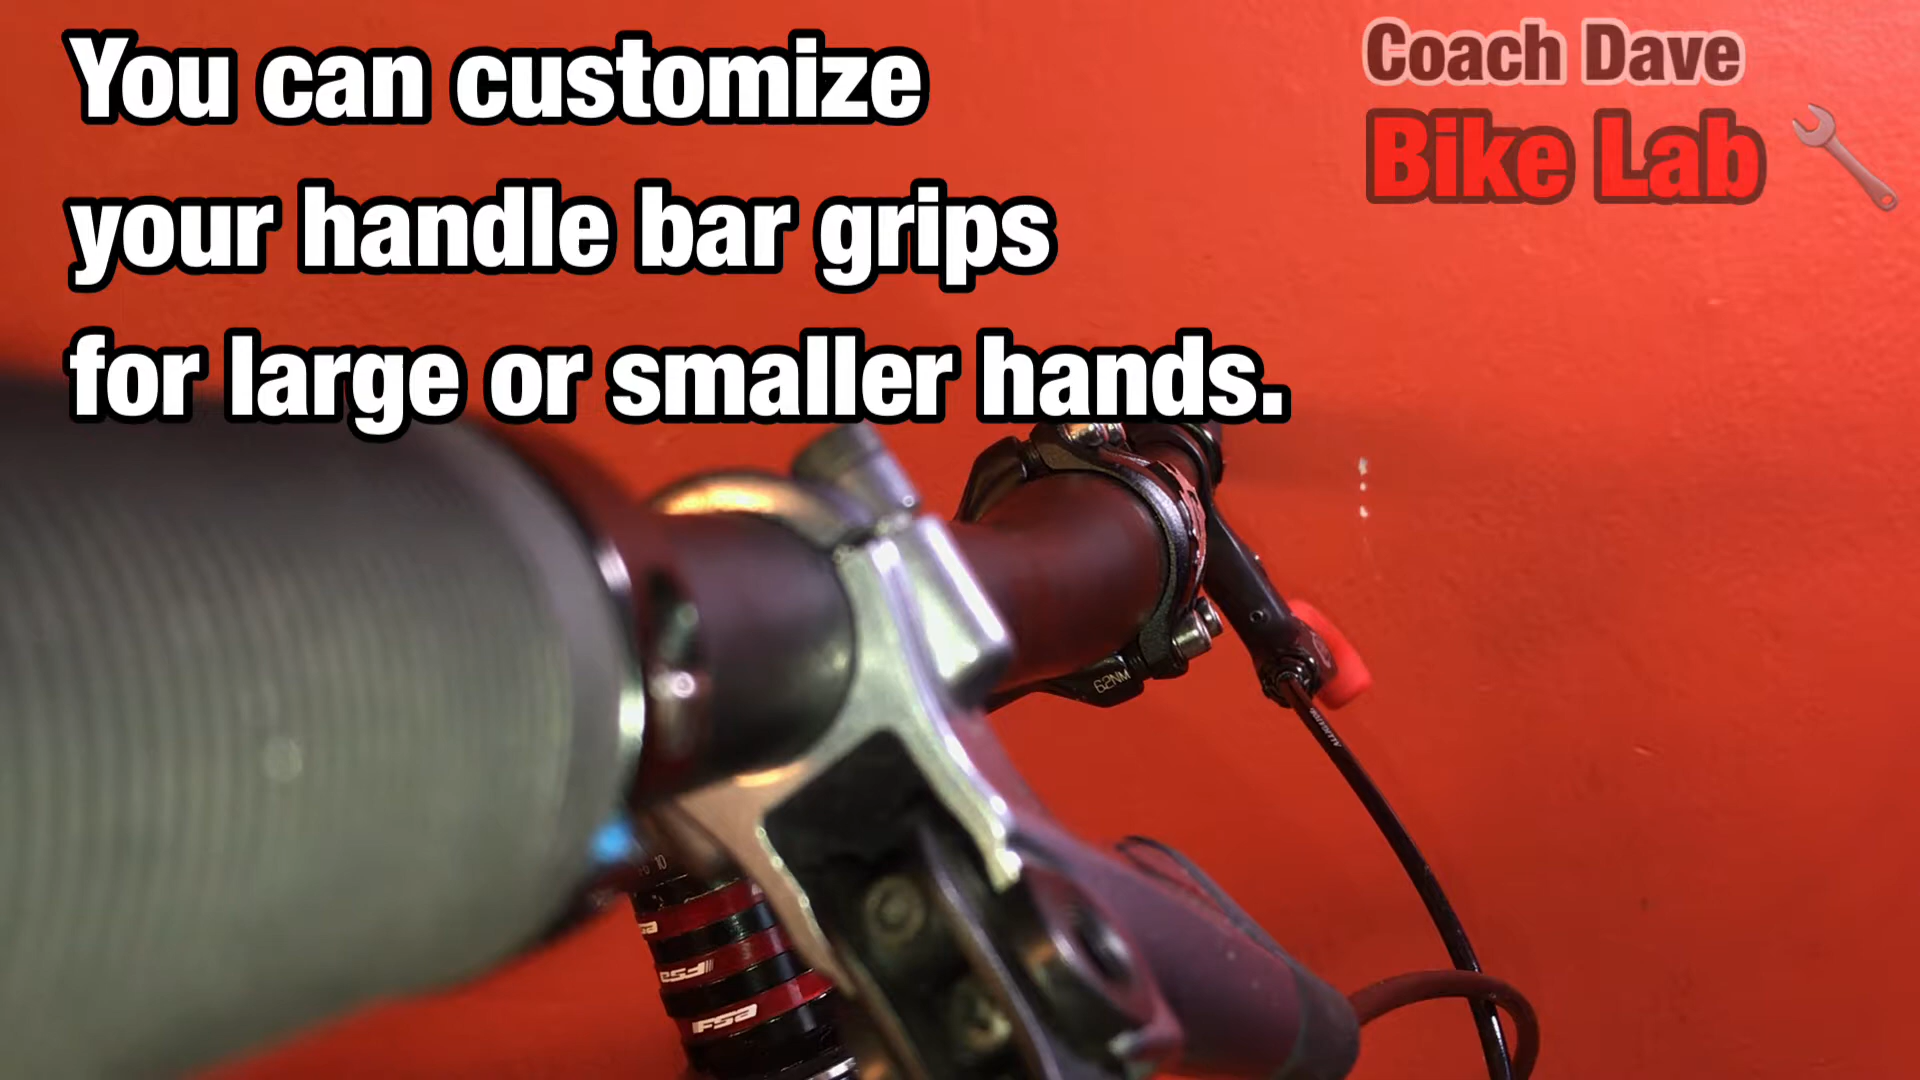 You can customize
your handle bar grips
for large or smaller hands.
Coach Dave
Bike Lab
62NM
10
FSA
FSA